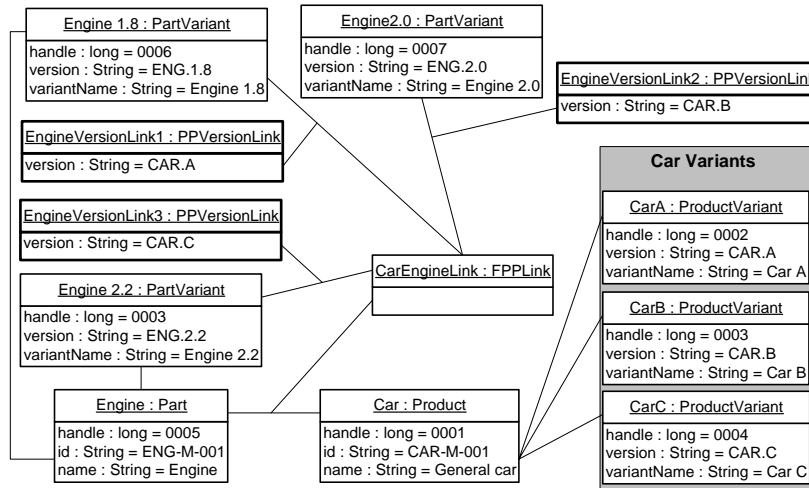 Engine 1.8 : PartVariant
handle : long = 0006
version : String = ENG.1.8
variantName : String = Engine 1.8
Engine2.0 : PartVariant
handle : long = 0007
version : String = ENG.2.0
variantName : String = Engine 2.0
EngineVersionLink2 : PPVersionLink
version : String = CAR.B
EngineVersionLink1 : PPVersionLink
version : String = CAR.A
EngineVersionLink3 : PPVersionLink
version : String = CAR.C
Engine 2.2 : PartVariant
handle : long = 0003
version : String = ENG.2.2
variantName : String = Engine 2.2
CarEngineLink : FPPLink
Engine : Part
handle : long = 0005
id : String = ENG-M-001
name : String = Engine
Car : Product
handle : long = 0001
id : String = CAR-M-001
name : String = General car
Car Variants
CarA : ProductVariant
handle : long = 0002
version : String = CAR.A
variantName : String = Car A
CarB : ProductVariant
handle : long = 0003
version : String = CAR.B
variantName : String = Car B
CarC : ProductVariant
handle : long = 0004
version : String = CAR.C
variantName : String = Car C